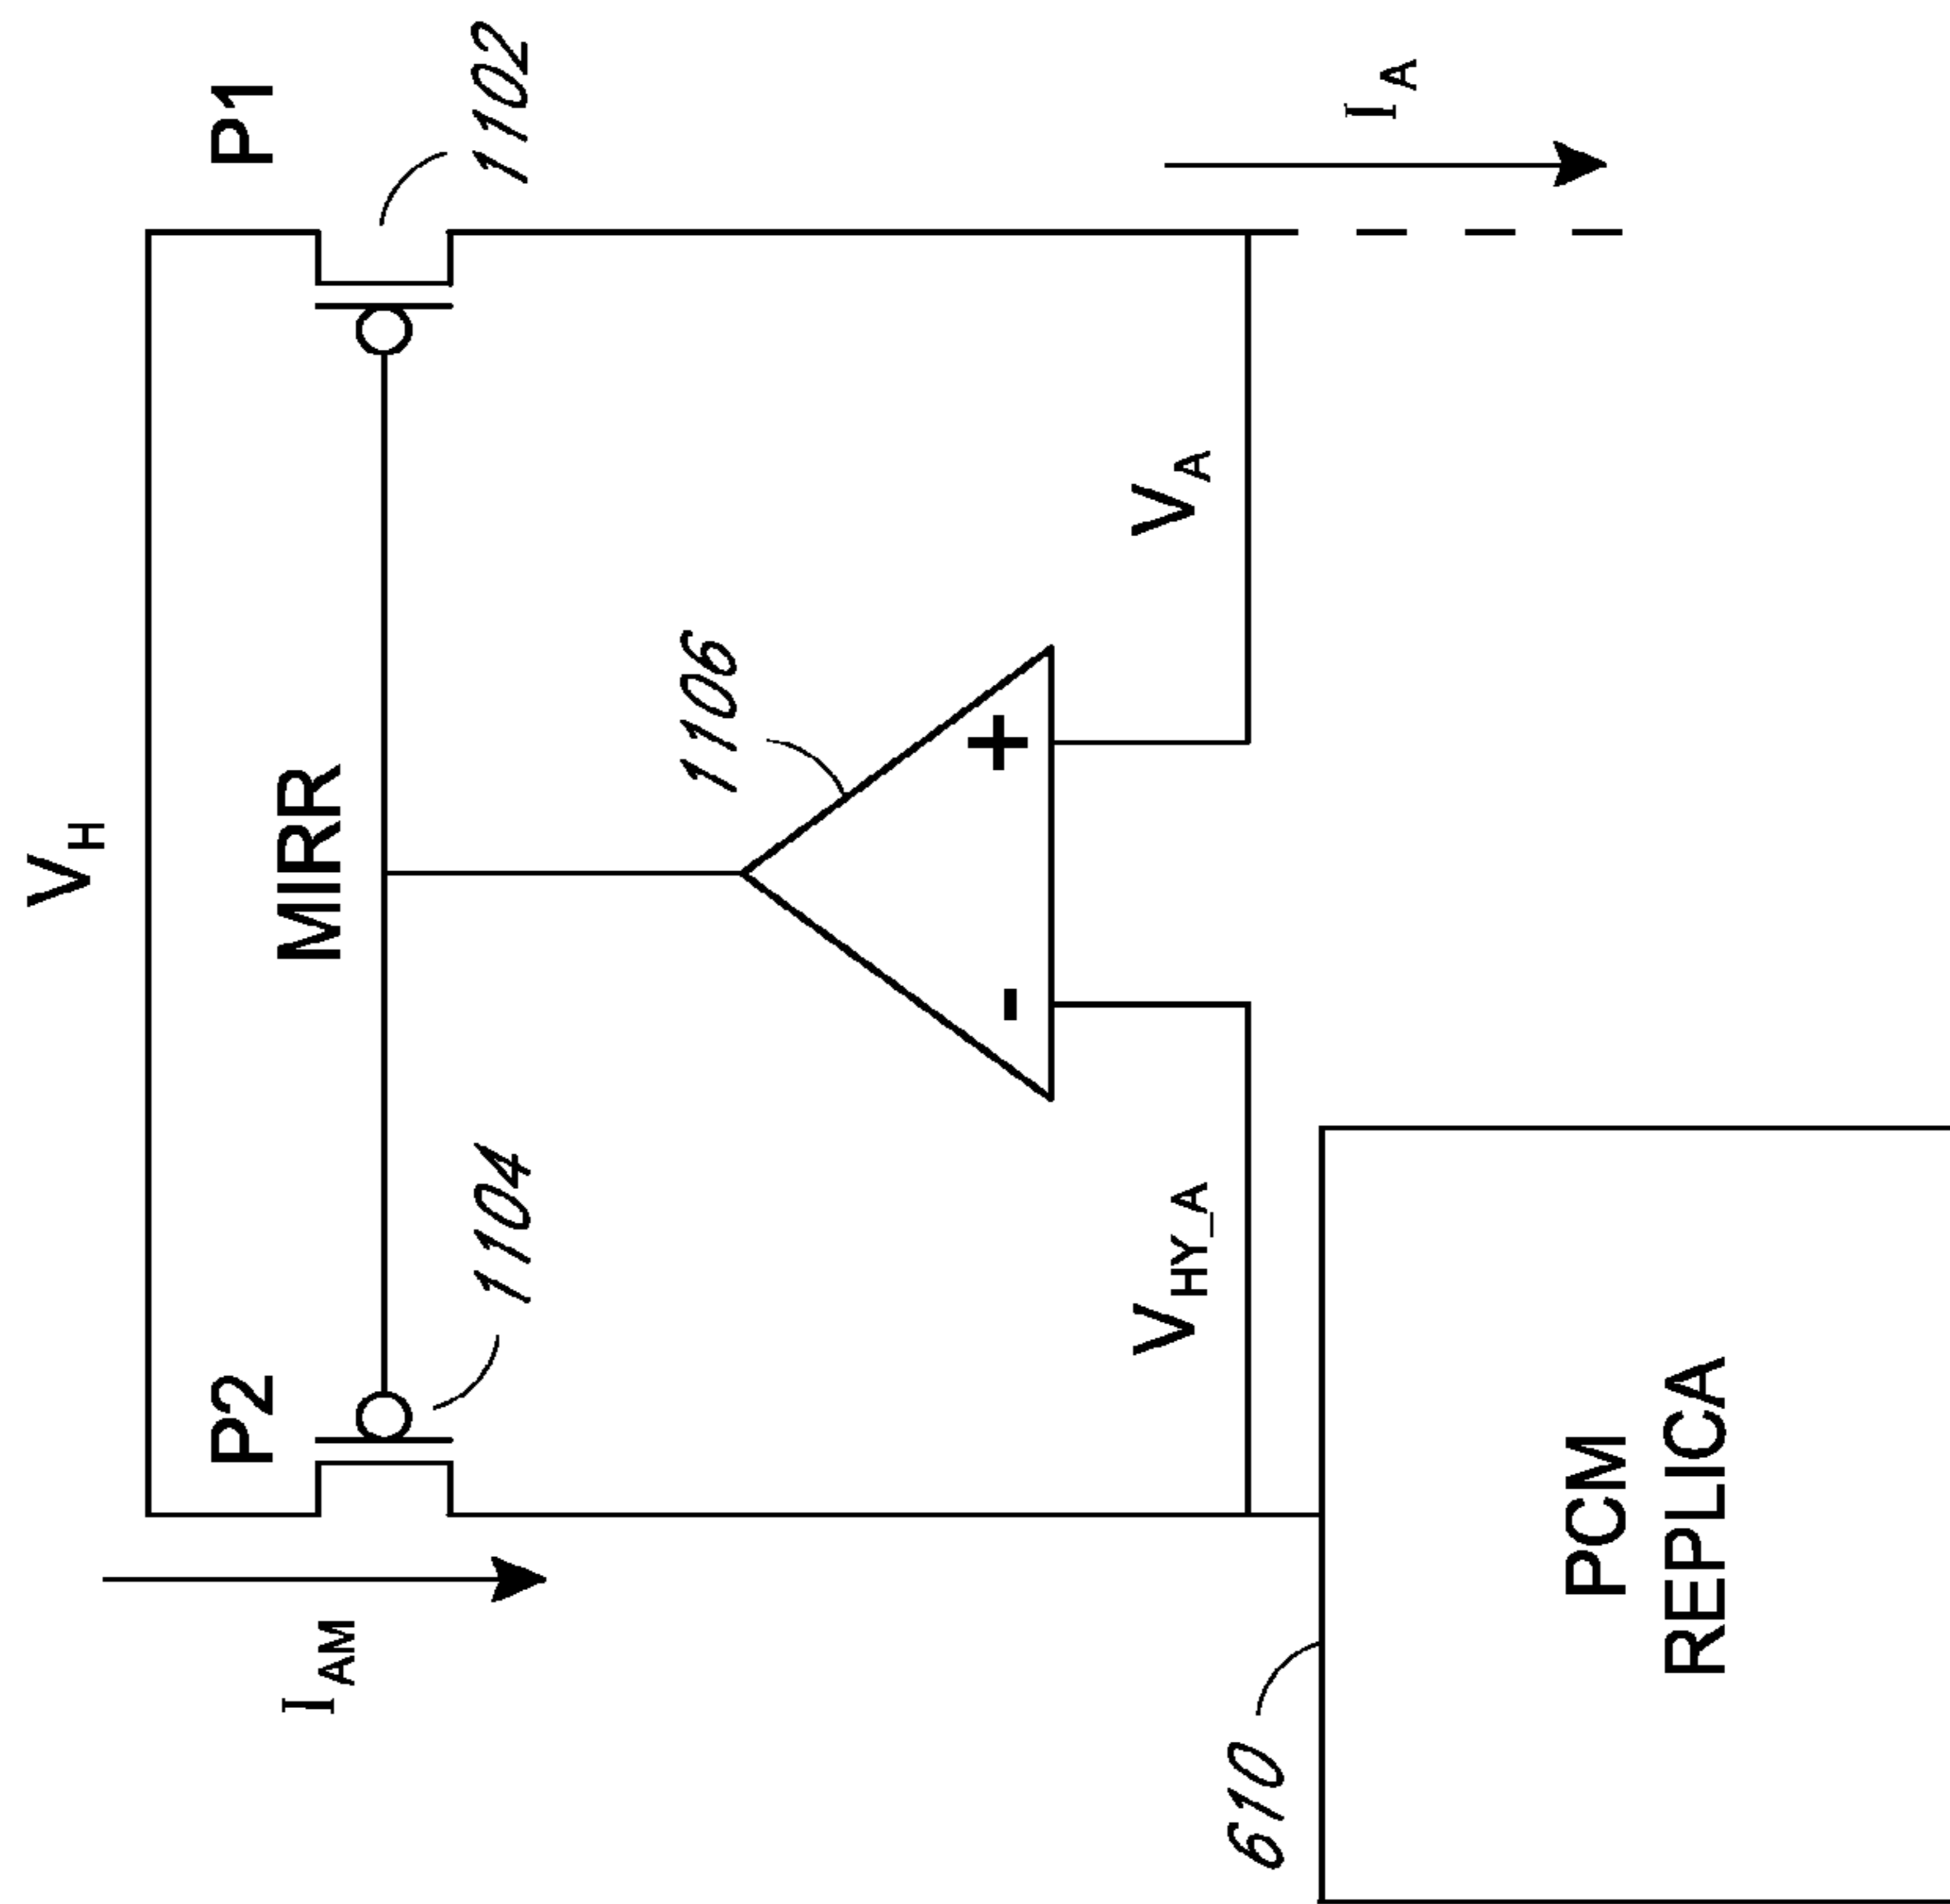 V_H
P2
MIRR
P1
1104
1102
I_AM
1106
V_HY_A
V_A
I_A
610
PCM
REPLICA